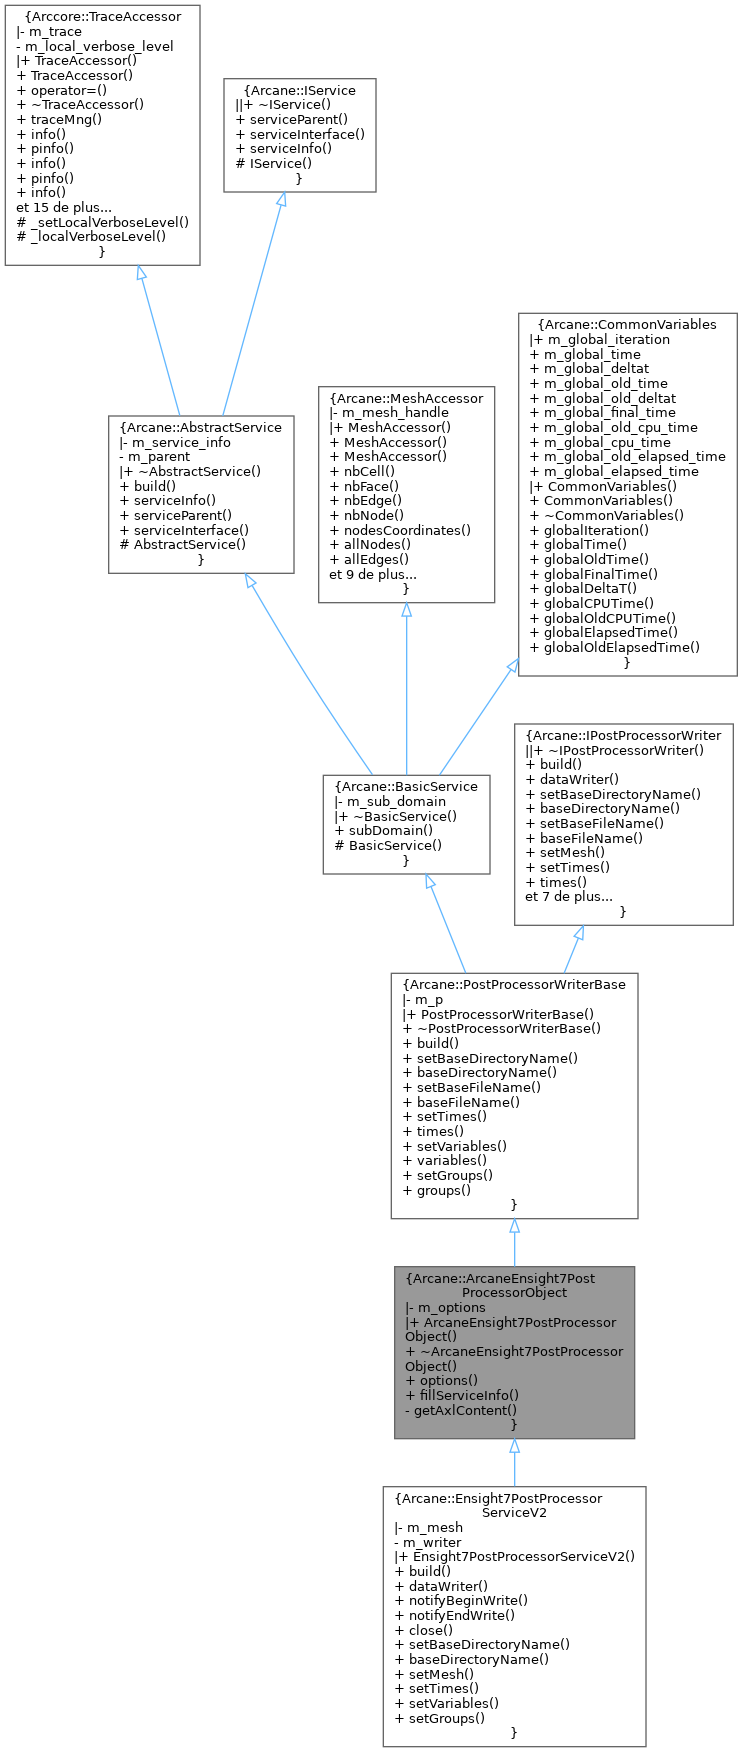 {Arccore::TraceAccessor
|- m_trace
- m_local_verbose_level
|+ TraceAccessor()
+ TraceAccessor()
+ operator=()
+ ~TraceAccessor()
+ traceMng()
+ info()
+ pinfo()
+ info()
+ pinfo()
+ info()
et 15 de plus...
# _setLocalVerboseLevel()
# _localVerboseLevel()
}
{Arcane::IService
||+ ~IService()
+ serviceParent()
+ serviceInterface()
+ serviceInfo()
# IService()
}
{Arcane::AbstractService
|- m_service_info
- m_parent
|+ ~AbstractService()
+ build()
+ serviceInfo()
+ serviceParent()
+ serviceInterface()
# AbstractService()
}
{Arcane::MeshAccessor
|- m_mesh_handle
|+ MeshAccessor()
+ MeshAccessor()
+ MeshAccessor()
+ nbCell()
+ nbFace()
+ nbEdge()
+ nbNode()
+ nodesCoordinates()
+ allNodes()
+ allEdges()
et 9 de plus...
}
{Arcane::CommonVariables
|+ m_global_iteration
+ m_global_time
+ m_global_deltat
+ m_global_old_time
+ m_global_old_deltat
+ m_global_final_time
+ m_global_old_cpu_time
+ m_global_cpu_time
+ m_global_old_elapsed_time
+ m_global_elapsed_time
|+ CommonVariables()
+ CommonVariables()
+ ~CommonVariables()
+ globalIteration()
+ globalTime()
+ globalOldTime()
+ globalFinalTime()
+ globalDeltaT()
+ globalCPUTime()
+ globalOldCPUTime()
+ globalElapsedTime()
+ globalOldElapsedTime()
}
{Arcane::BasicService
|- m_sub_domain
|+ ~BasicService()
+ subDomain()
# BasicService()
}
{Arcane::IPostProcessorWriter
||+ ~IPostProcessorWriter()
+ build()
+ dataWriter()
+ setBaseDirectoryName()
+ baseDirectoryName()
+ setBaseFileName()
+ baseFileName()
+ setMesh()
+ setTimes()
+ times()
et 7 de plus...
}
{Arcane::PostProcessorWriterBase
|- m_p
|+ PostProcessorWriterBase()
+ ~PostProcessorWriterBase()
+ build()
+ setBaseDirectoryName()
+ baseDirectoryName()
+ setBaseFileName()
+ baseFileName()
+ setTimes()
+ times()
+ setVariables()
+ variables()
+ setGroups()
+ groups()
}
{Arcane::ArcaneEnsight7Post
ProcessorObject
|- m_options
|+ ArcaneEnsight7PostProcessor
Object()
+ ~ArcaneEnsight7PostProcessor
Object()
+ options()
+ fillServiceInfo()
- getAxlContent()
}
{Arcane::Ensight7PostProcessor
ServiceV2
|- m_mesh
- m_writer
|+ Ensight7PostProcessorServiceV2()
+ build()
+ dataWriter()
+ notifyBeginWrite()
+ notifyEndWrite()
+ close()
+ setBaseDirectoryName()
+ baseDirectoryName()
+ setMesh()
+ setTimes()
+ setVariables()
+ setGroups()
}